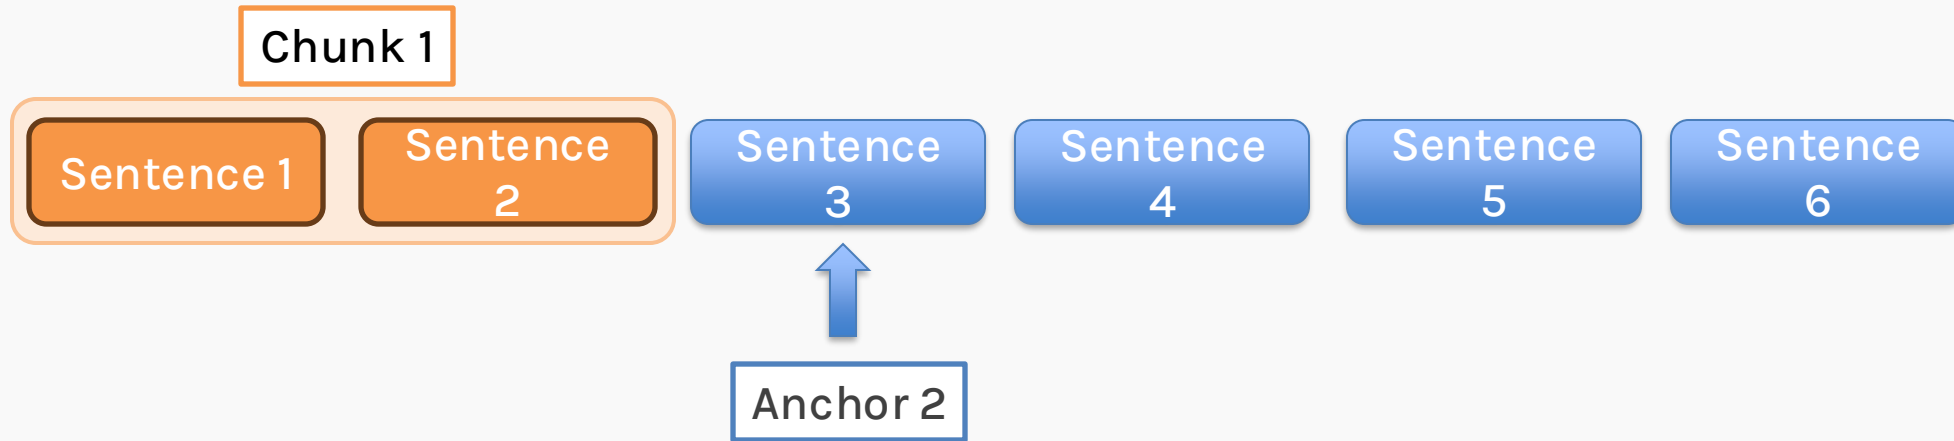 Chunk 1
Sentence 1
Sentence
2
Sentence
3
Sentence
4
Sentence
5
Sentence
6
Anchor 2